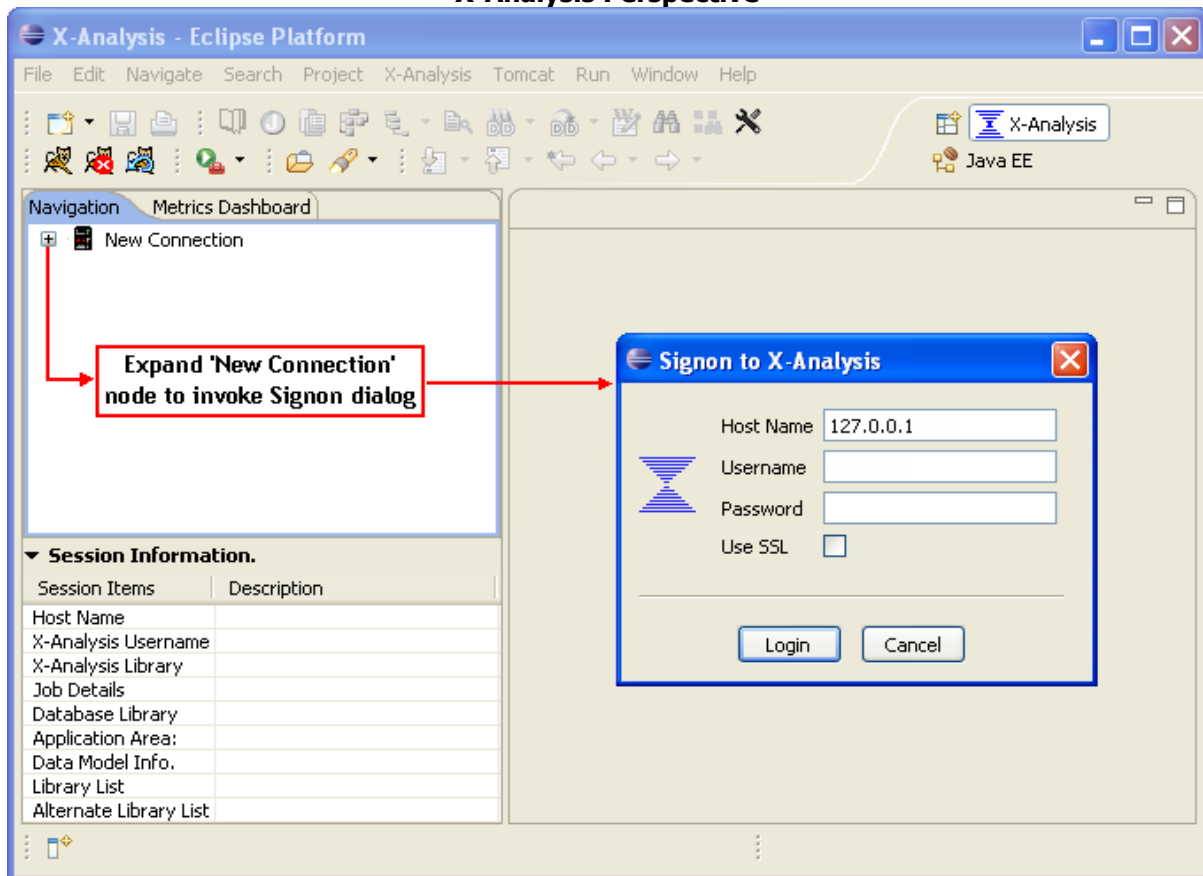 X-Analysis Perspective
X-Analysis - Eclipse Platform
File Edit Navigate Search Project X-Analysis Tomcat Run Window Help
X-Analysis
Java EE
Navigation Metrics Dashboard
New Connection
Expand 'New Connection'
node to invoke Signon dialog
Signon to X-Analysis
Host Name 127.0.0.1
Username
Password
Use SSL
Login Cancel
Session Information.
Session Items Description
Host Name
X-Analysis Username
X-Analysis Library
Job Details
Database Library
Application Area:
Data Model Info.
Library List
Alternate Library List